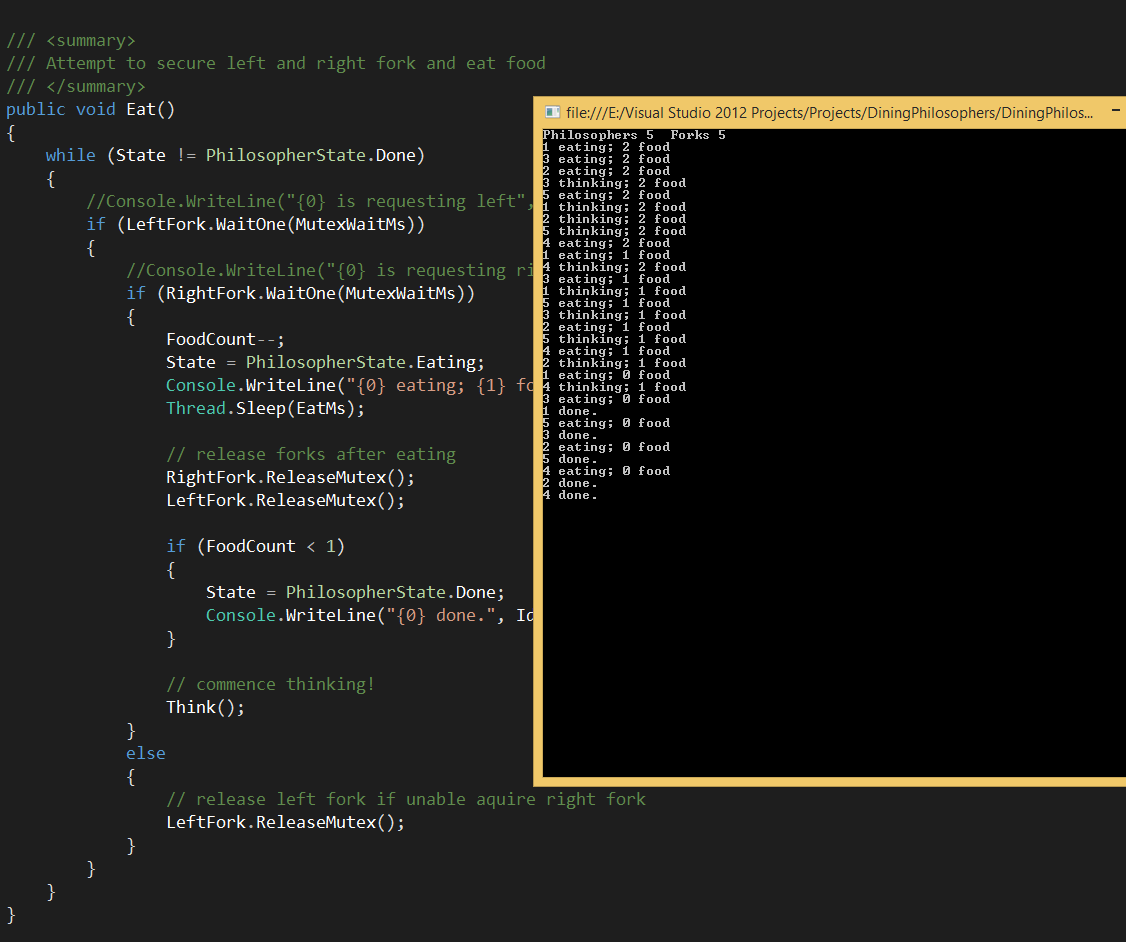 /// <summary>
/// Attempt to secure left and right fork and eat food
/// </summary>
public void Eat()
{
    while (State != PhilosopherState.Done)
    {
        //Console.WriteLine("{0} is requesting left",
        if (LeftFork.WaitOne(MutexWaitMs))
        {
            //Console.WriteLine("{0} is requesting ri
            if (RightFork.WaitOne(MutexWaitMs))
            {
                FoodCount--;
                State = PhilosopherState.Eating;
                Console.WriteLine("{0} eating; {1} fo
                Thread.Sleep(EatMs);
                // release forks after eating
                RightFork.ReleaseMutex();
                LeftFork.ReleaseMutex();
                if (FoodCount < 1)
                {
                    State = PhilosopherState.Done;
                    Console.WriteLine("{0} done.", Id
                }
                // commence thinking!
                Think();
            }
            else
            {
                // release left fork if unable aquire right fork
                LeftFork.ReleaseMutex();
            }
        }
    }
}
file:///E:/Visual Studio 2012 Projects/Projects/DiningPhilosophers/DiningPhilos...
Philosophers 5  Forks 5
1 eating; 2 food
3 eating; 2 food
2 eating; 2 food
3 thinking; 2 food
5 eating; 2 food
1 thinking; 2 food
2 thinking; 2 food
5 thinking; 2 food
4 eating; 2 food
1 eating; 1 food
4 thinking; 2 food
3 eating; 1 food
1 thinking; 1 food
5 eating; 1 food
3 thinking; 1 food
2 eating; 1 food
5 thinking; 1 food
4 eating; 1 food
2 thinking; 1 food
1 eating; 0 food
4 thinking; 1 food
3 eating; 0 food
1 done.
5 eating; 0 food
3 done.
2 eating; 0 food
5 done.
4 eating; 0 food
2 done.
4 done.